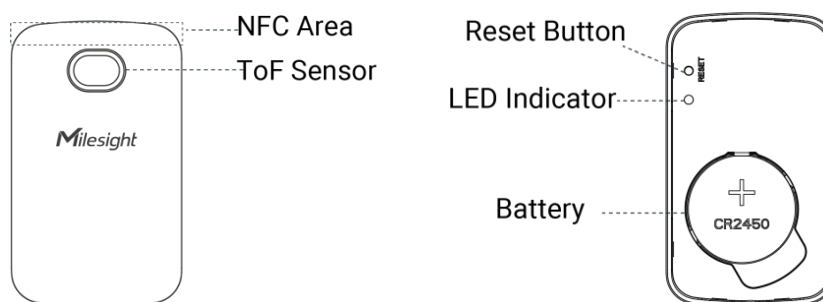 NFC Area
ToF Sensor
Milesight
Reset Button
RESET
LED Indicator
Battery
CR2450